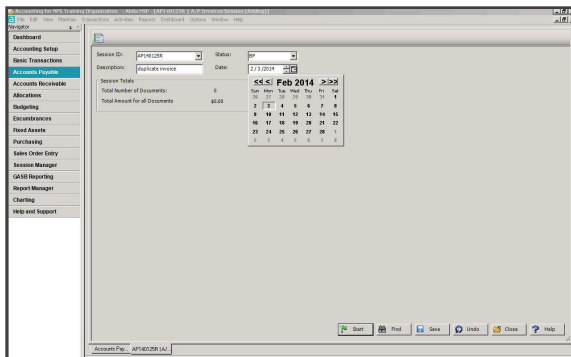 Accounting for NPS Training Organization - Abila MIP - [AP140125R ( A/P Invoices Session (Adding))]
File Edit View Maintain Transactions Activities Reports Dashboard Options Window Help
Navigator
Dashboard
Accounting Setup
Basic Transactions
Accounts Payable
Accounts Receivable
Allocations
Budgeting
Encumbrances
Fixed Assets
Purchasing
Sales Order Entry
Session Manager
GASB Reporting
Report Manager
Charting
Help and Support
Session ID: AP140125R Status: BP
Description: duplicate invoice Date: 2/3/2014
Session Totals
Total Number of Documents: 0
Total Amount for all Documents $0.00
<< < Feb 2014 > >>
Sun Mon Tue Wed Thu Fri Sat
26 27 28 29 30 31 1
2 3 4 5 6 7 8
9 10 11 12 13 14 15
16 17 18 19 20 21 22
23 24 25 26 27 28 1
2 3 4 5 6 7 8
Start Find Save Undo Close Help
Accounts Pay... AP140125R (A/...